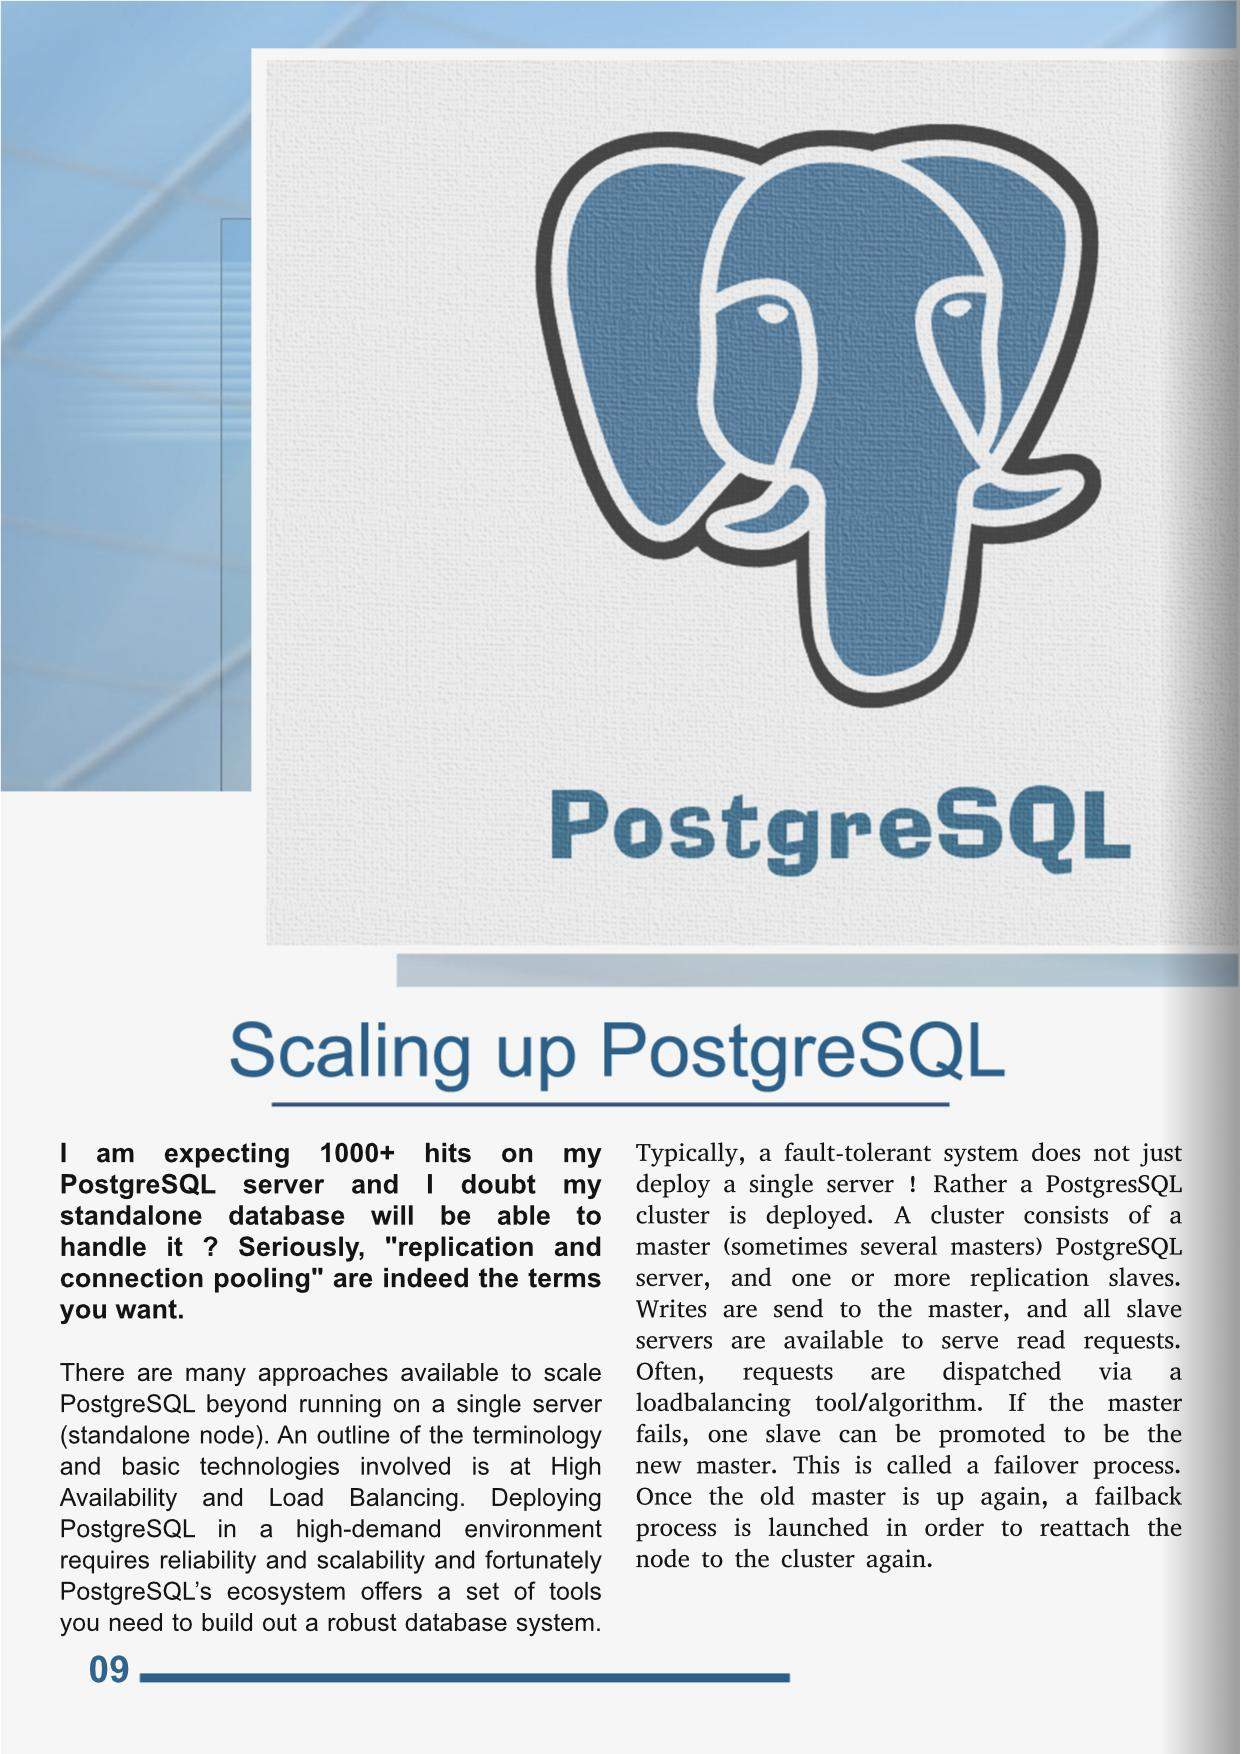 PostgreSQL
Scaling up PostgreSQL
I am expecting 1000+ hits on my
PostgreSQL server and I doubt my
standalone database will be able to
handle it ? Seriously, "replication and
connection pooling" are indeed the terms
you want.
There are many approaches available to scale
PostgreSQL beyond running on a single server
(standalone node). An outline of the terminology
and basic technologies involved is at High
Availability and Load Balancing. Deploying
PostgreSQL in a high-demand environment
requires reliability and scalability and fortunately
PostgreSQL’s ecosystem offers a set of tools
you need to build out a robust database system.
Typically, a fault-tolerant system does not just
deploy a single server ! Rather a PostgresSQL
cluster is deployed. A cluster consists of a
master (sometimes several masters) PostgreSQL
server, and one or more replication slaves.
Writes are send to the master, and all slave
servers are available to serve read requests.
Often, requests are dispatched via a
loadbalancing tool/algorithm. If the master
fails, one slave can be promoted to be the
new master. This is called a failover process.
Once the old master is up again, a failback
process is launched in order to reattach the
node to the cluster again.
09